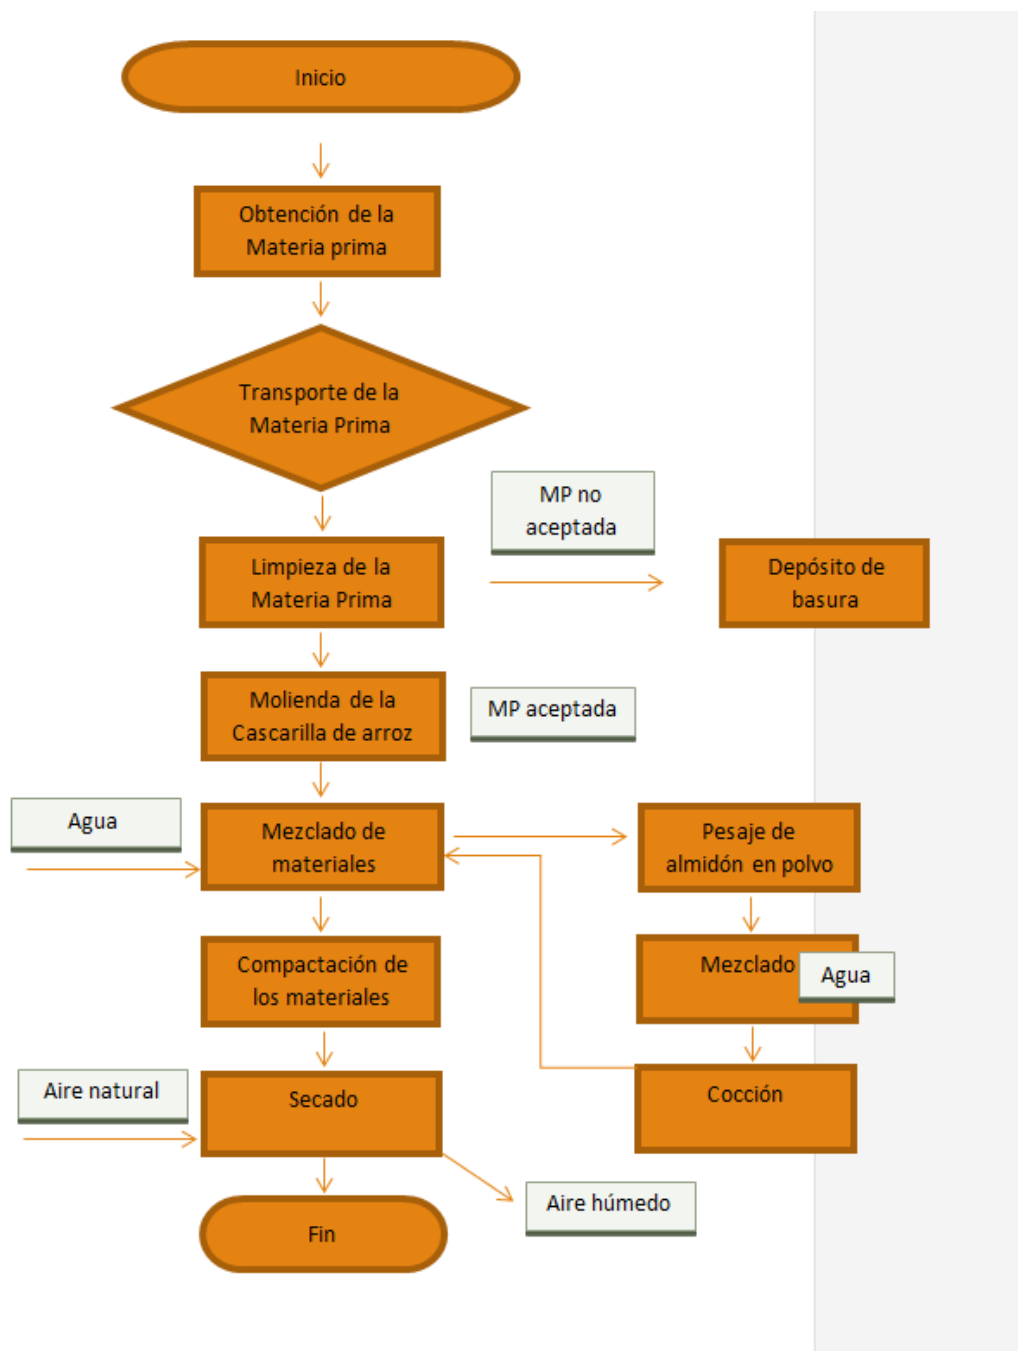 Inicio
Obtención de la
Materia prima
Transporte de la
Materia Prima
MP no
aceptada
Limpieza de la
Materia Prima
Depósito de
basura
Molienda de la
Cascarilla de arroz
MP aceptada
Agua
Mezclado de
materiales
Pesaje de
almidón en polvo
Compactación de
los materiales
Mezclado
Agua
Aire natural
Secado
Cocción
Aire húmedo
Fin